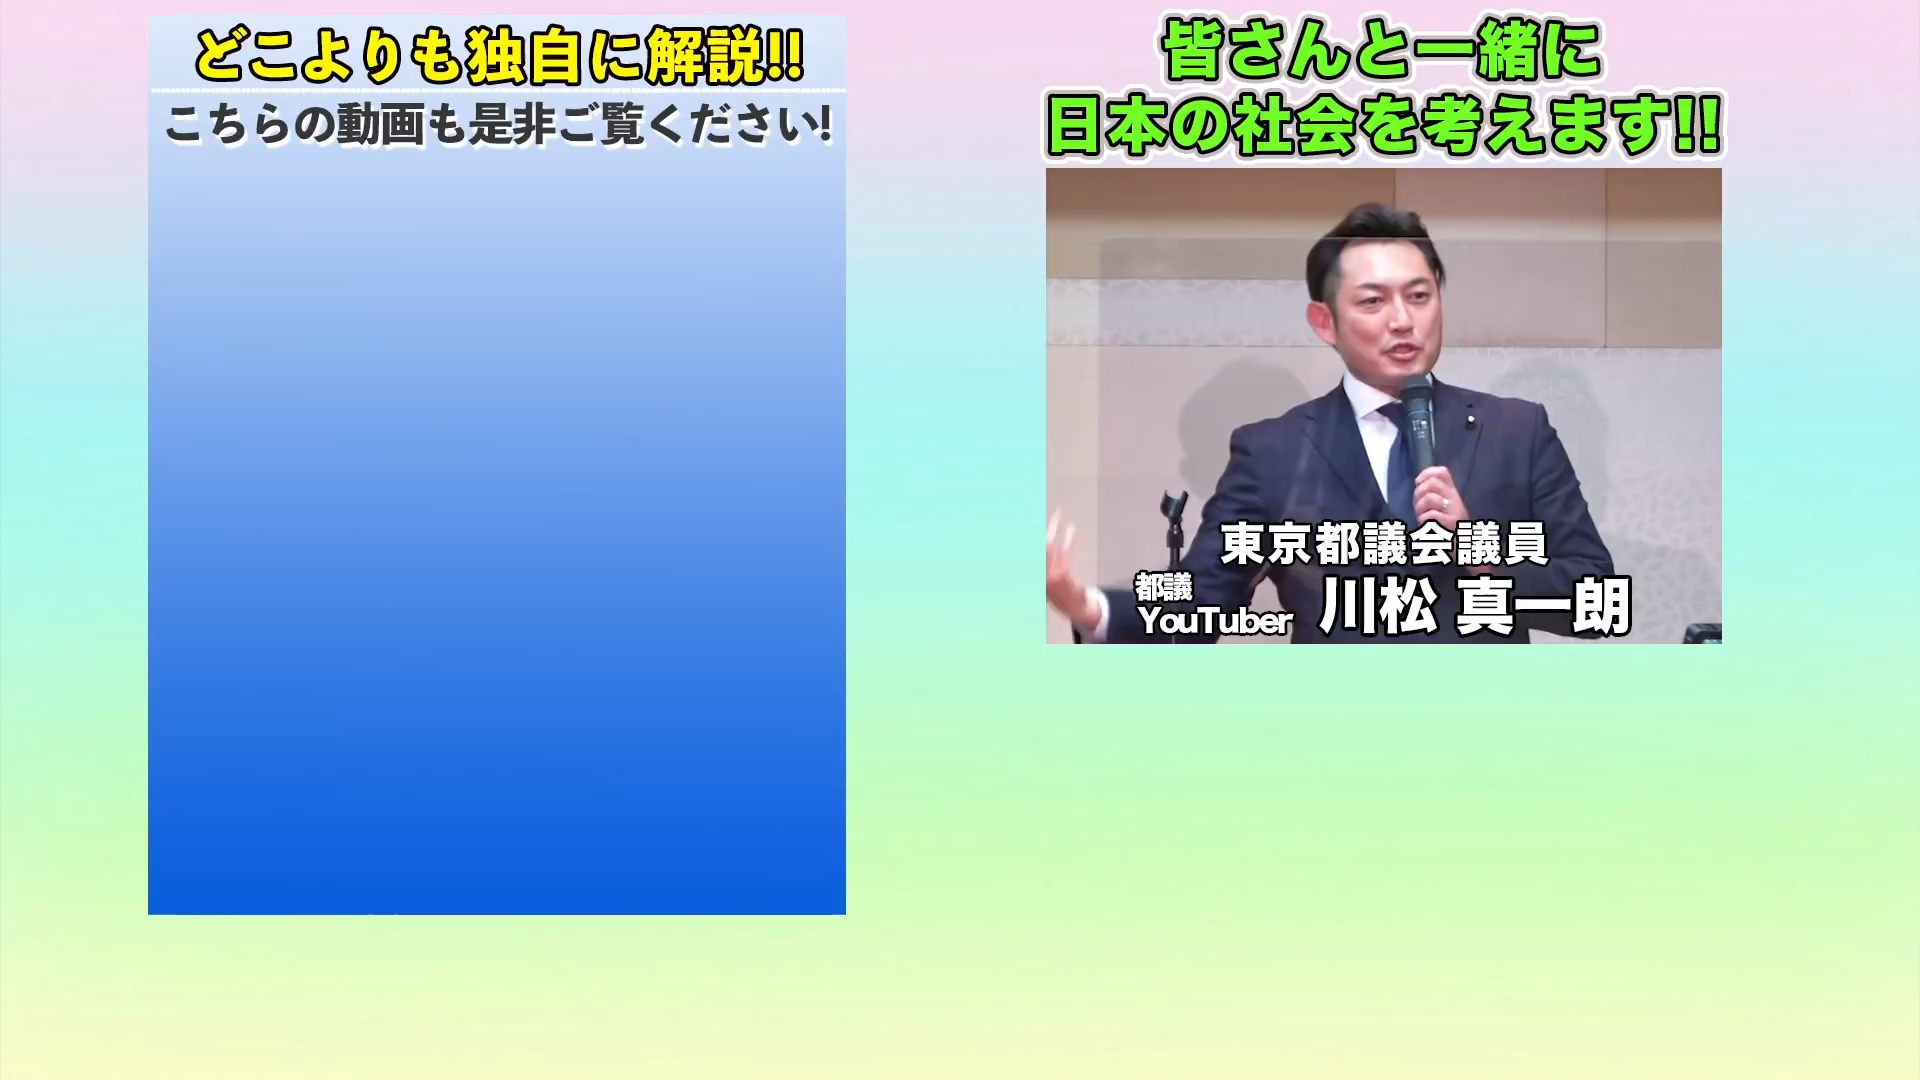 どこよりも独自に解説!!
こちらの動画も是非ご覧ください!
皆さんと一緒に
日本の社会を考えます!!
東京都議会議員
都議
YouTuber
川松 真一朗